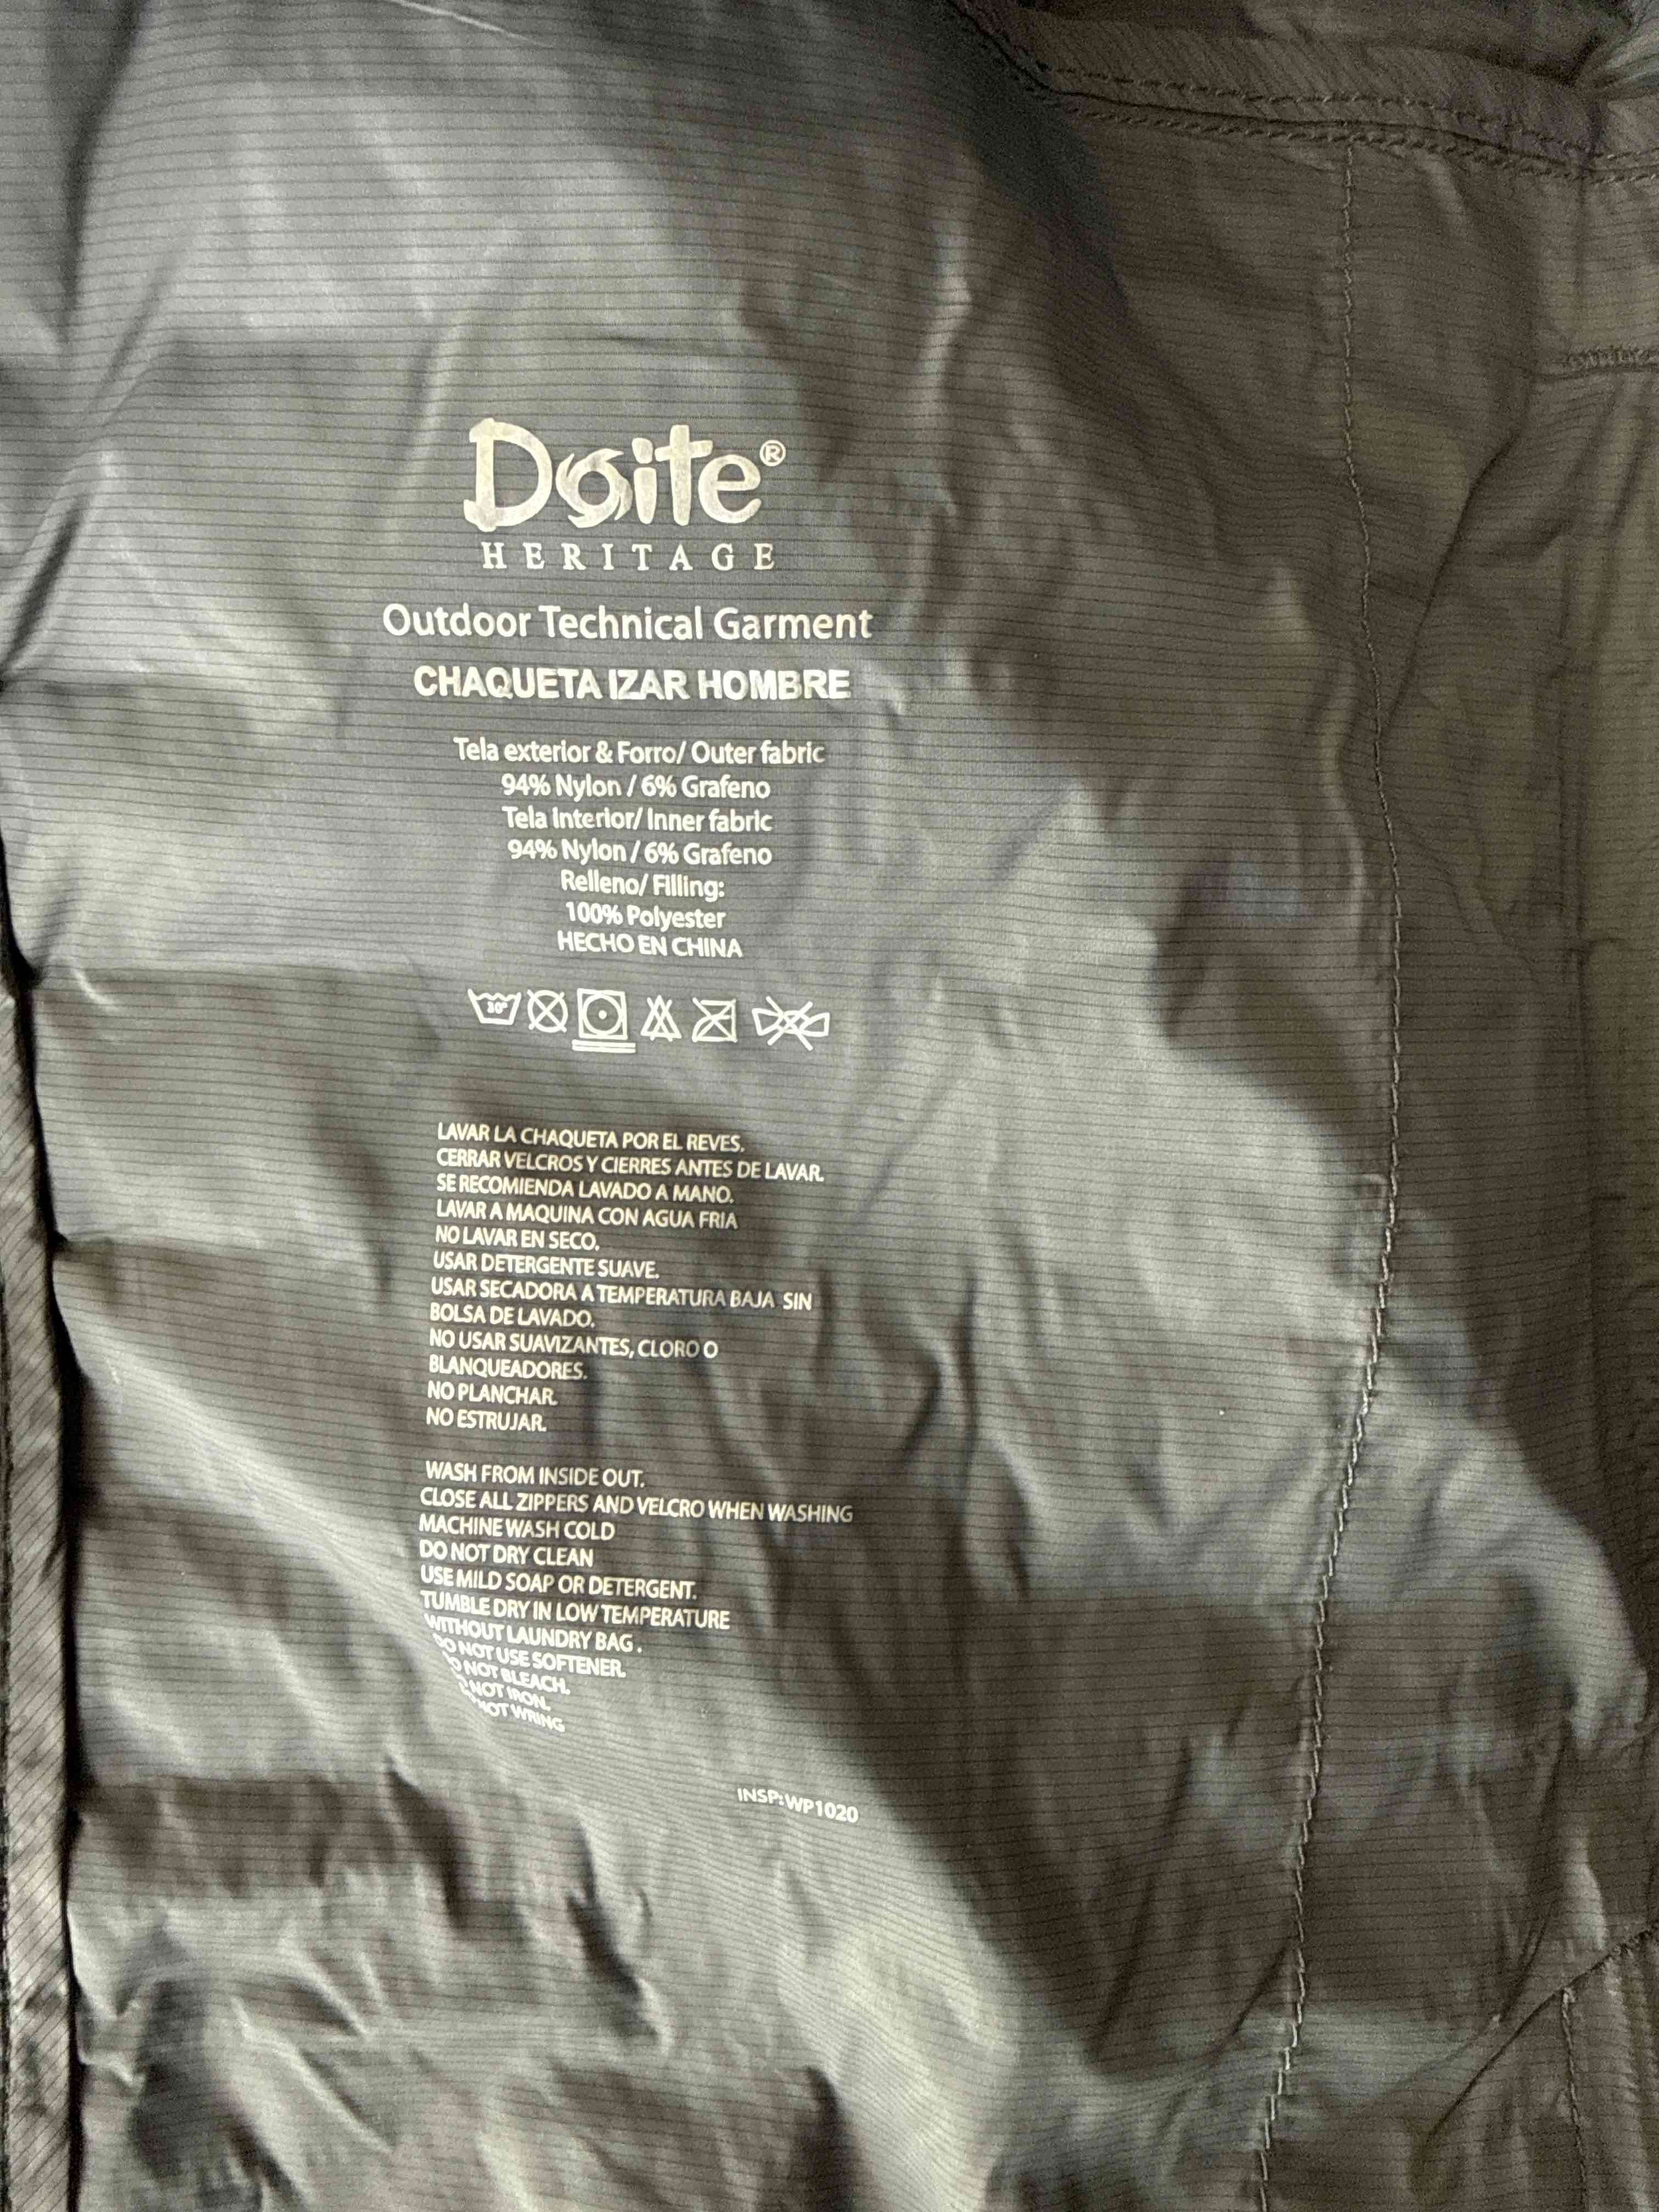 Doite®
HERITAGE
Outdoor Technical Garment
CHAQUETA IZAR HOMBRE
Tela exterior & Forro/ Outer fabric
94% Nylon / 6% Grafeno
Tela Interior/ Inner fabric
94% Nylon / 6% Grafeno
Relleno/ Filling:
100% Polyester
HECHO EN CHINA
30°
LAVAR LA CHAQUETA POR EL REVES.
CERRAR VELCROS Y CIERRES ANTES DE LAVAR.
SE RECOMIENDA LAVADO A MANO.
LAVAR A MAQUINA CON AGUA FRIA
NO LAVAR EN SECO.
USAR DETERGENTE SUAVE.
USAR SECADORA A TEMPERATURA BAJA SIN
BOLSA DE LAVADO.
NO USAR SUAVIZANTES, CLORO O
BLANQUEADORES.
NO PLANCHAR.
NO ESTRUJAR.
WASH FROM INSIDE OUT.
CLOSE ALL ZIPPERS AND VELCRO WHEN WASHING
MACHINE WASH COLD
DO NOT DRY CLEAN
USE MILD SOAP OR DETERGENT.
TUMBLE DRY IN LOW TEMPERATURE
WITHOUT LAUNDRY BAG.
DO NOT USE SOFTENER.
DO NOT BLEACH.
NOT IRON.
NOT WRING
INSP:WP1020